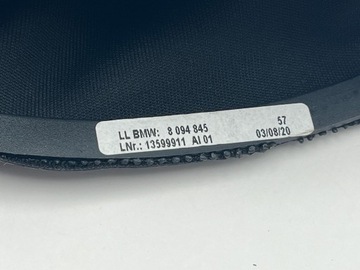 LL BMW: 8 094 845 57
LNr.: 13599911 AI 01 03/08/20